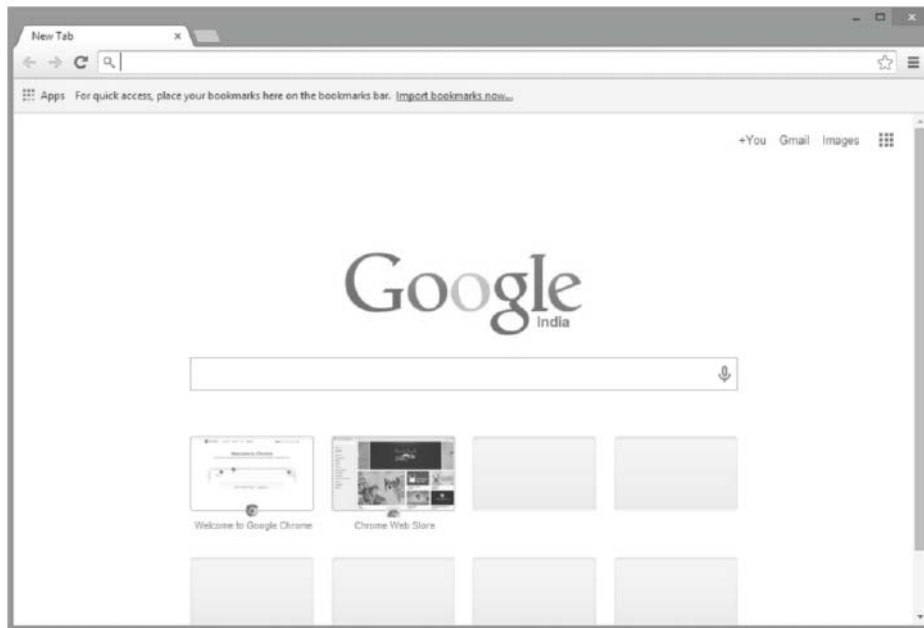 New Tab
Apps For quick access, place your bookmarks here on the bookmarks bar. Import bookmarks now...
+You Gmail Images
Google
India
Welcome to Google Chrome
Chrome Web Store